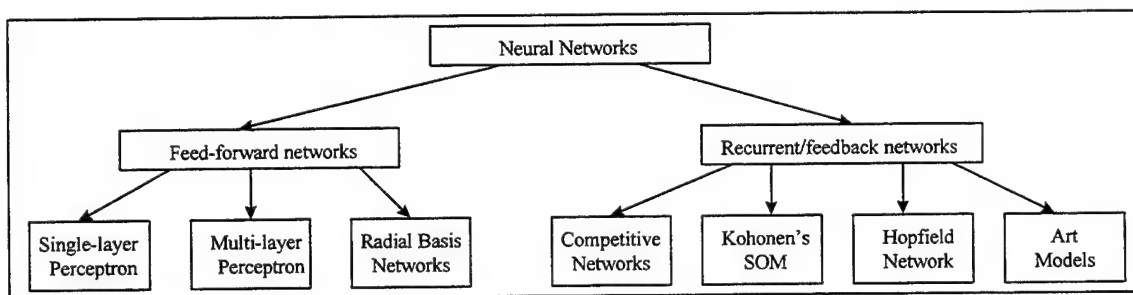 Neural Networks
Feed-forward networks
Recurrent/feedback networks
Single-layer
Perceptron
Multi-layer
Perceptron
Radial Basis
Networks
Competitive
Networks
Kohonen's
SOM
Hopfield
Network
Art
Models